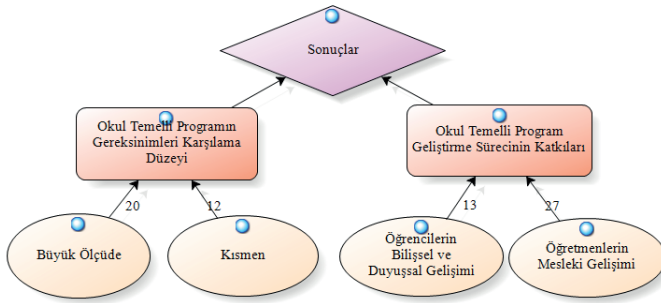 Sonuçlar
Okul Temelli Programın
Gereksinimleri Karşılama
Düzeyi
Okul Temelli Program
Geliştirme Sürecinin Katkıları
20
12
13
27
Büyük Ölçüde
Kısmen
Öğrencilerin
Bilişsel ve
Duyuşsal Gelişimi
Öğretmenlerin
Mesleki Gelişimi